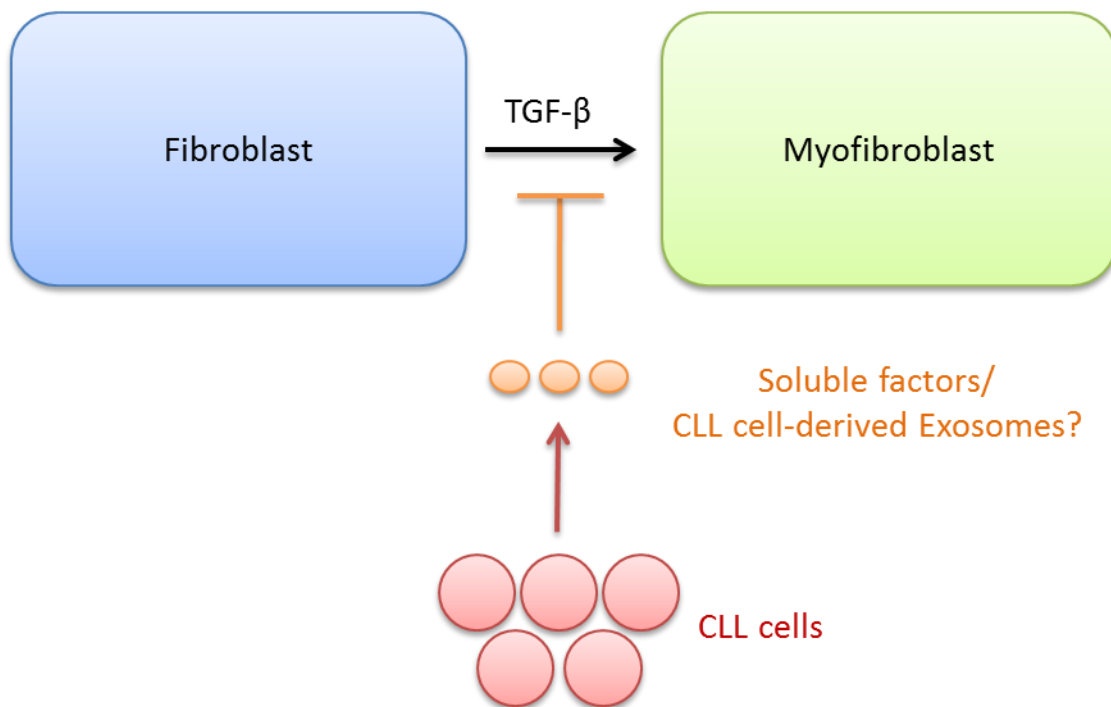 TGF-β
Fibroblast
Myofibroblast
Soluble factors/
CLL cell-derived Exosomes?
CLL cells